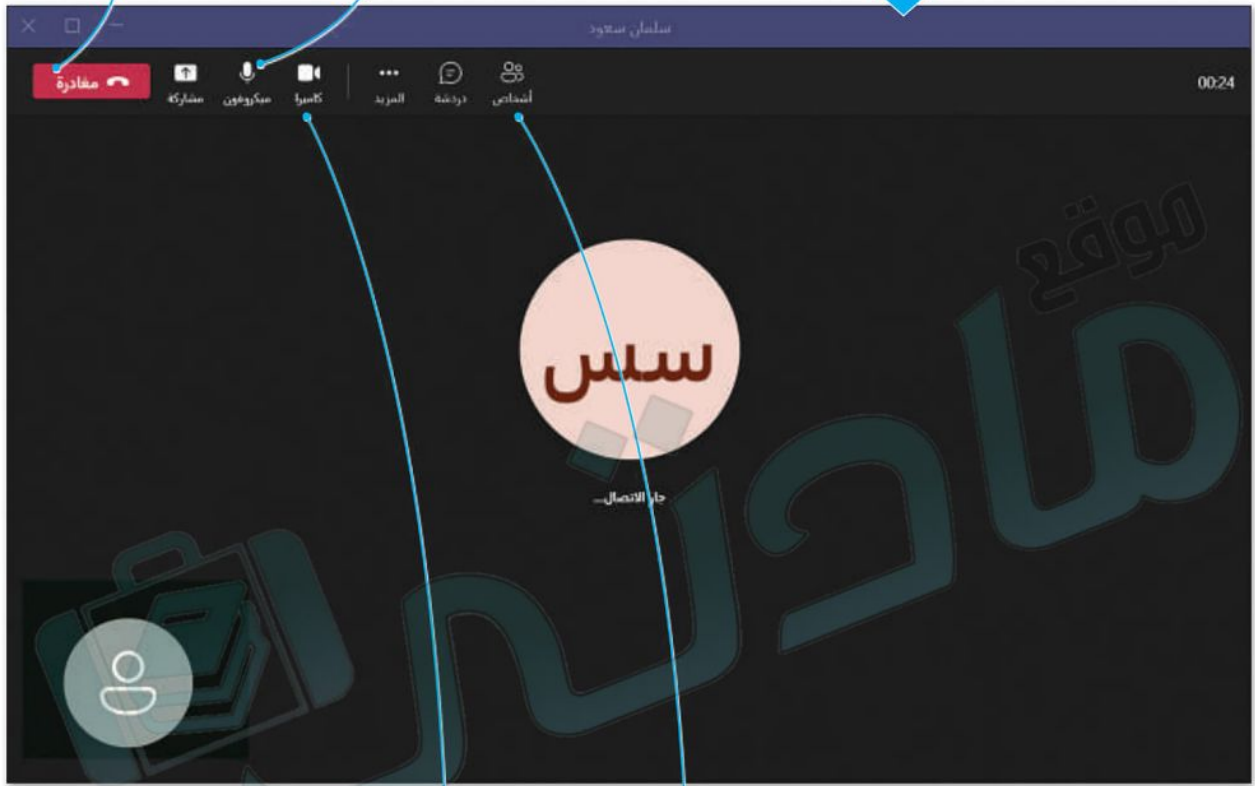 سلمان سعود
00:24
أشخاص
دردشة
المزيد
كاميرا
ميكروفون
مشاركة
مغادرة
سس
جارٍ الاتصال...
موقع
مادتي